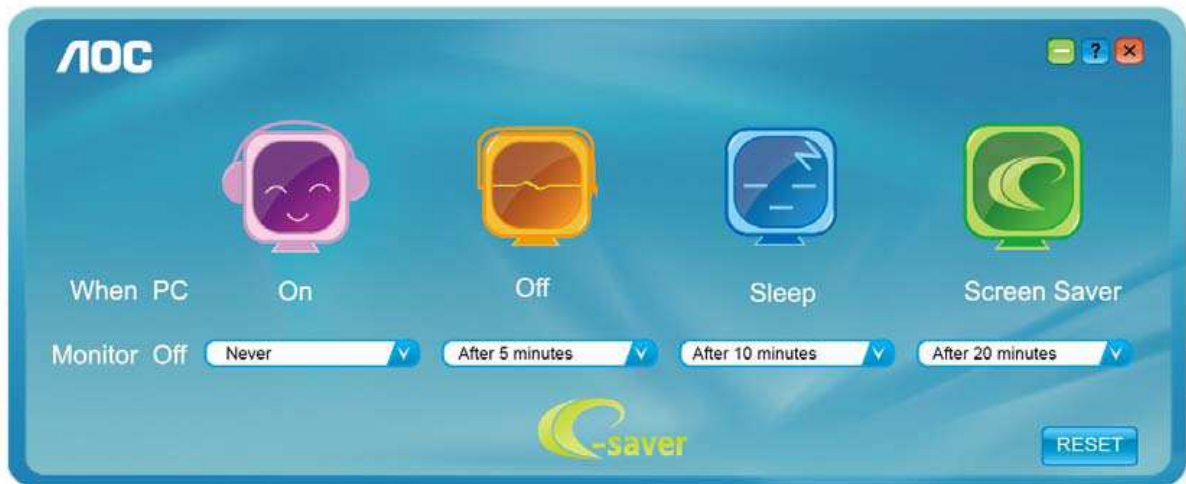 AOC
?
When PC On Off Sleep Screen Saver
Monitor Off Never After 5 minutes After 10 minutes After 20 minutes
e-saver
RESET